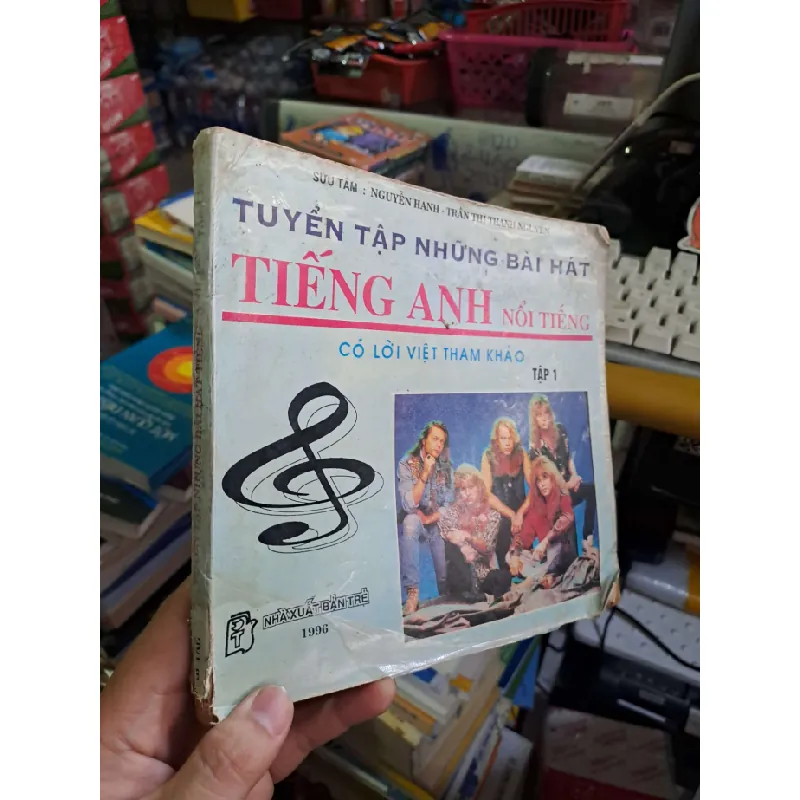 SƯU TẦM : NGUYỄN HẠNH - TRẦN THỊ THANH NGUYÊN
TUYỂN TẬP NHỮNG BÀI HÁT
TIẾNG ANH NỔI TIẾNG
CÓ LỜI VIỆT THAM KHẢO
TẬP 1
NHÀ XUẤT BẢN TRẺ
1996